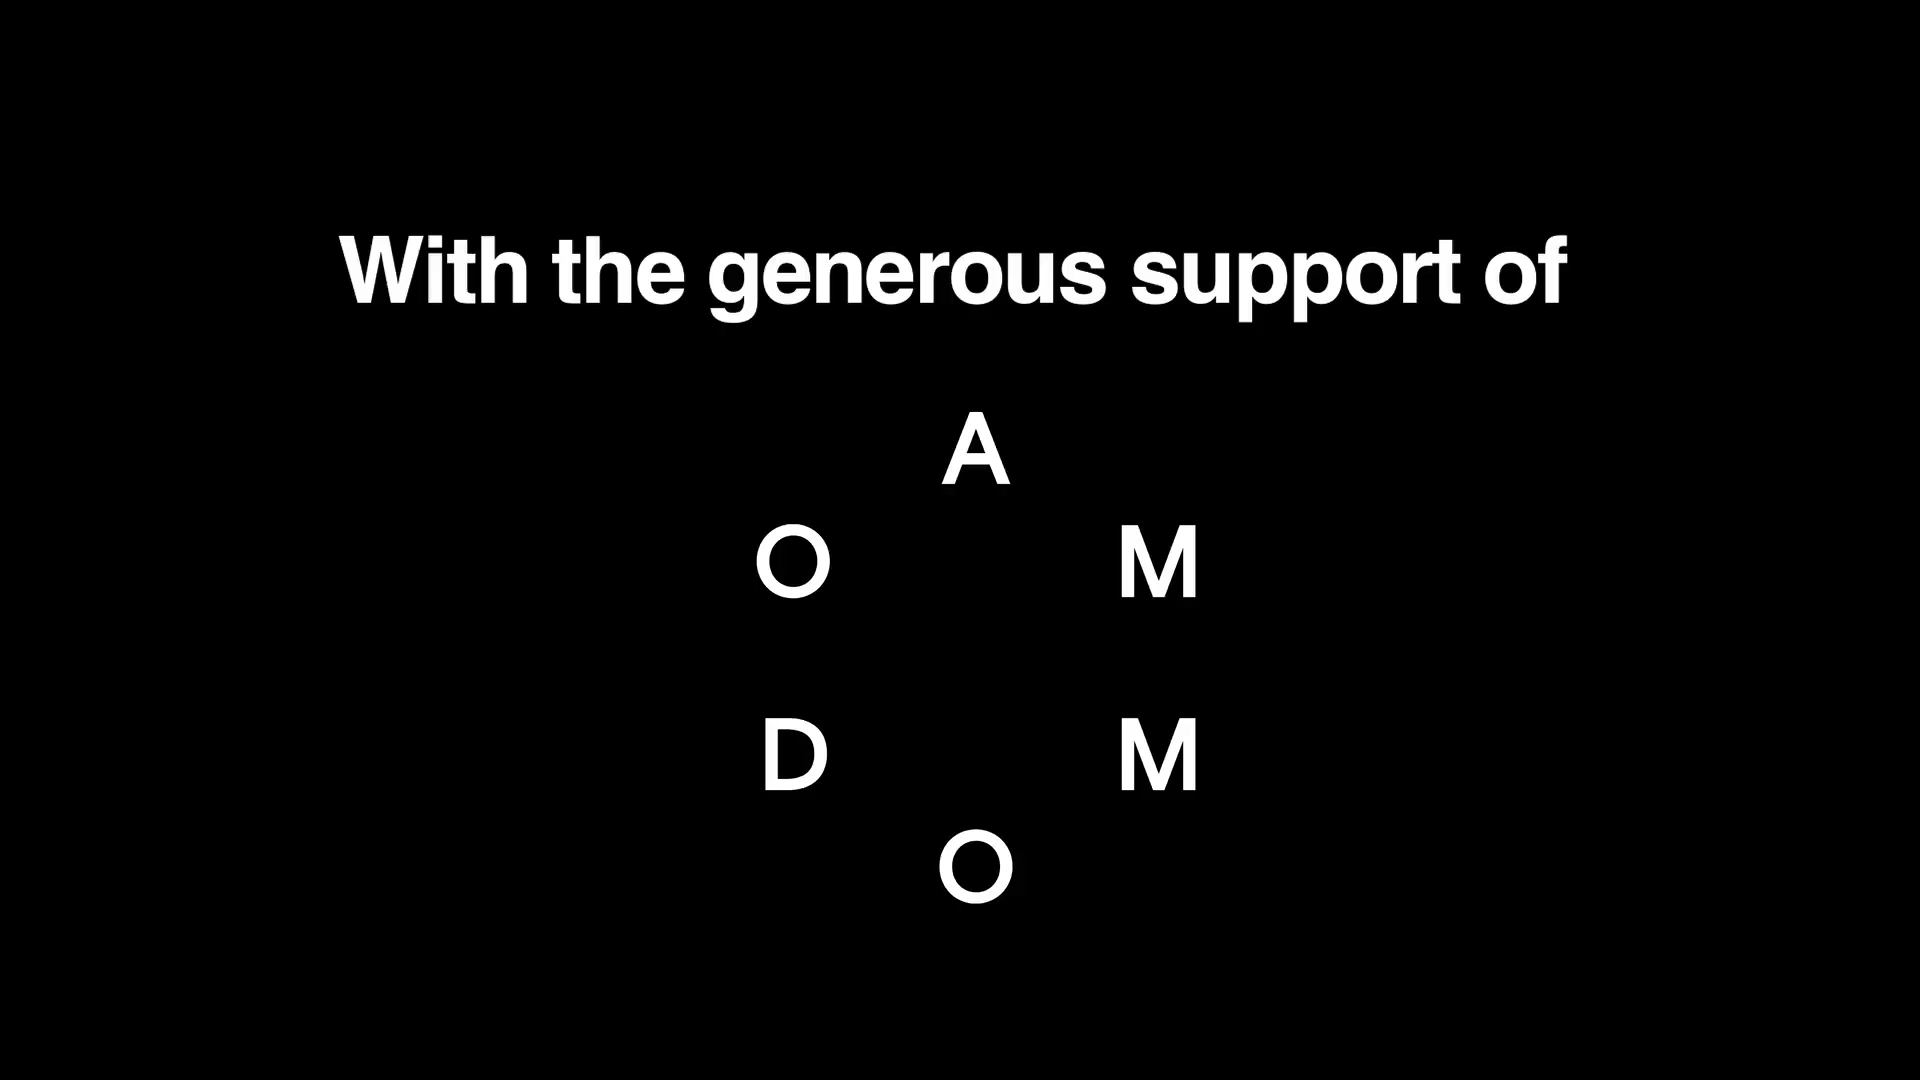 With the generous support of
A
O M
D M
O